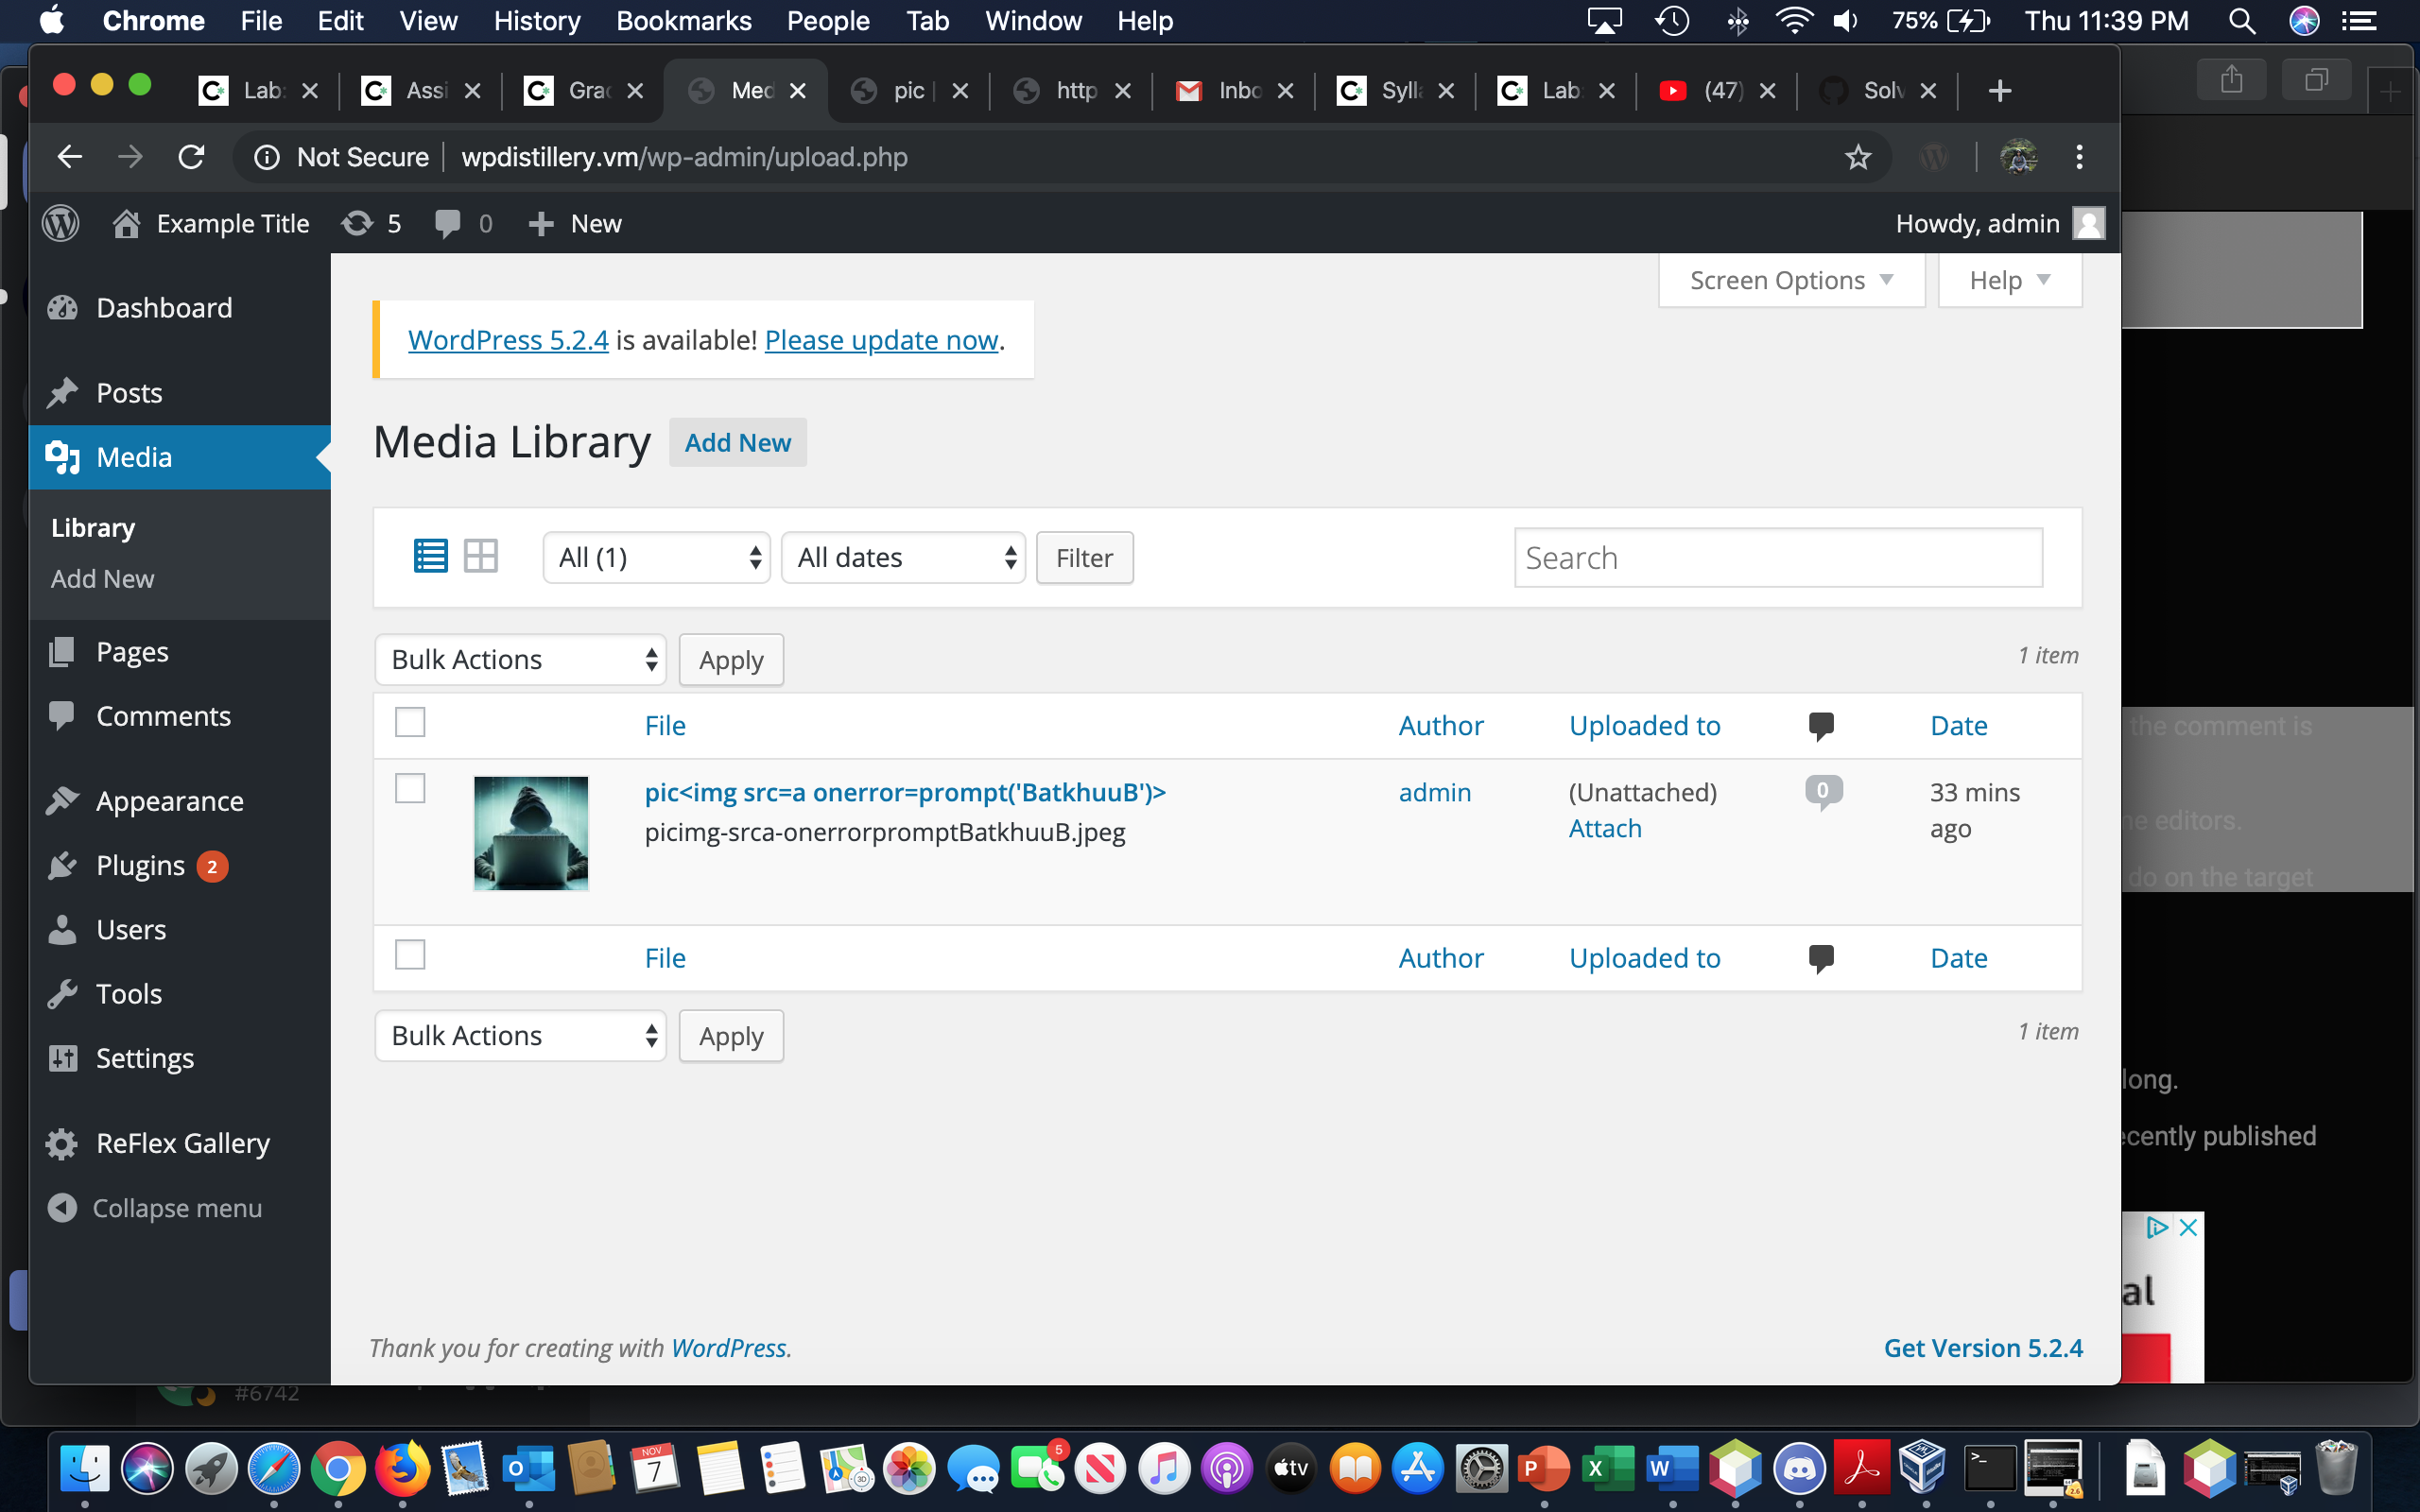 Chrome File Edit View History Bookmarks People Tab Window Help 75% Thu 11:39 PM
Lab: Assi Grac Med pic | http Inbo Sylla Lab: (47) Solv
Not Secure wpdistillery.vm/wp-admin/upload.php
Example Title 5 0 New Howdy, admin
Screen Options Help
Dashboard
WordPress 5.2.4 is available! Please update now.
Posts
Media Library Add New
Media
Library
Add New
All (1) All dates Filter Search
Pages
Bulk Actions Apply 1 item
Comments
File Author Uploaded to Date
the comment is
Appearance
pic<img src=a onerror=prompt('BatkhuuB')> admin (Unattached) 0 33 mins
picimg-srca-onerrorpromptBatkhuuB.jpeg Attach ago
ne editors.
Plugins 2
do on the target
Users
File Author Uploaded to Date
Tools
Bulk Actions Apply 1 item
Settings
long.
ReFlex Gallery
ecently published
Collapse menu
al
Thank you for creating with WordPress. Get Version 5.2.4
#6742
NOV
7
5
tv